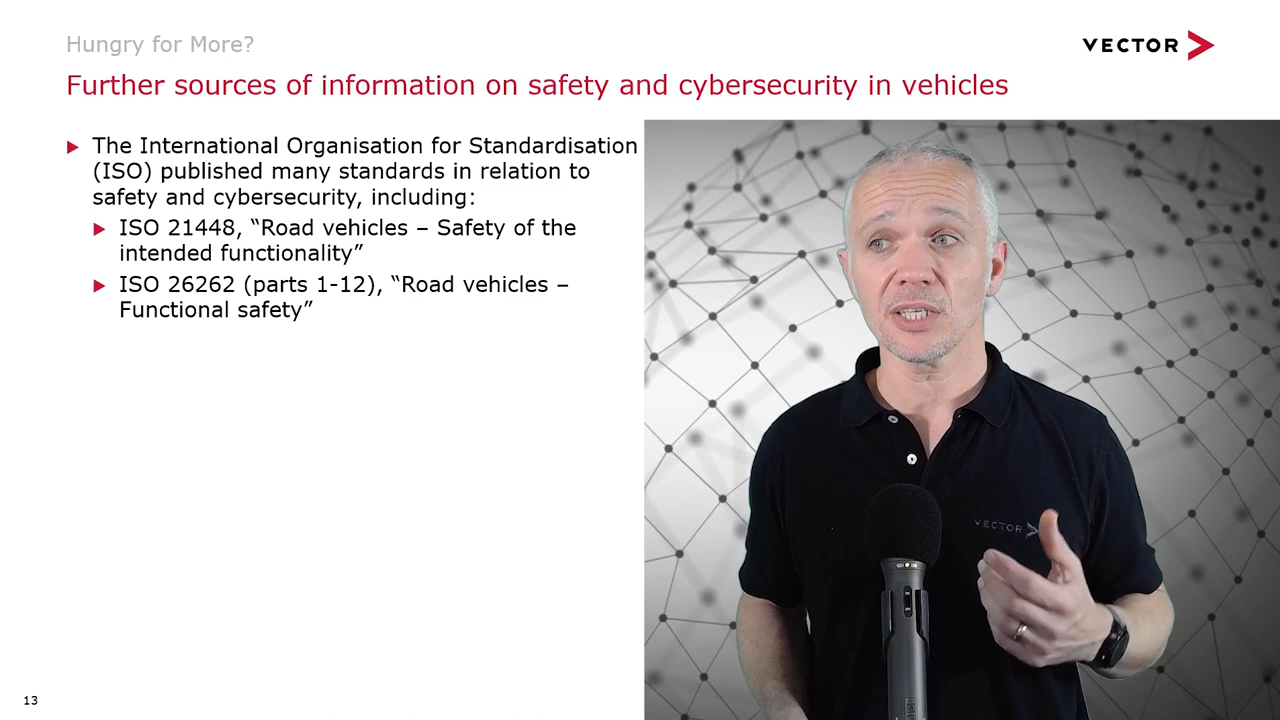 Hungry for More?
VECTOR
Further sources of information on safety and cybersecurity in vehicles
The International Organisation for Standardisation
(ISO) published many standards in relation to
safety and cybersecurity, including:
ISO 21448, “Road vehicles – Safety of the
intended functionality”
ISO 26262 (parts 1-12), “Road vehicles –
Functional safety”
VECTOR
13